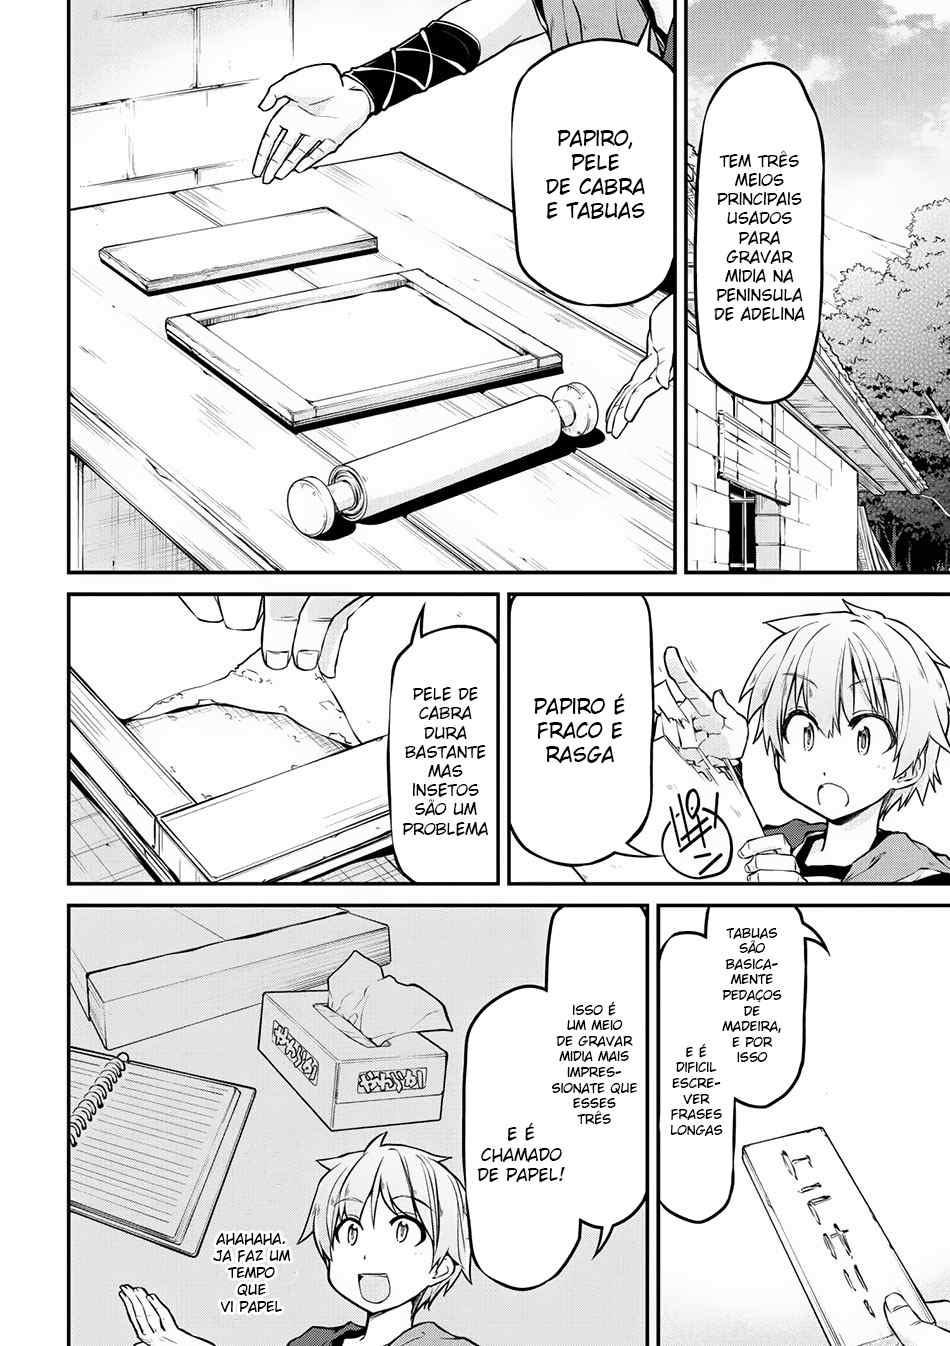 TEM TRÊS
MEIOS
PRINCIPAIS
USADOS
PARA
GRAVAR
MIDIA NA
PENINSULA
DE ADELINA
PAPIRO,
PELE
DE CABRA
E TABUAS
PAPIRO É
FRACO E
RASGA
PELE DE
CABRA
DURA
BASTANTE
MAS
INSETOS
SÃO UM
PROBLEMA
TABUAS
SÃO
BASICA-
MENTE
PEDAÇOS
DE
MADEIRA,
E POR
ISSO
E É
DIFICIL
ESCRE-
VER
FRASES
LONGAS
ISSO É
UM MEIO
DE GRAVAR
MIDIA MAIS
IMPRES-
SIONATE QUE
ESSES
TRÊS
E É
CHAMADO
DE PAPEL!
AHAHAHA.
JA FAZ UM
TEMPO
QUE
VI PAPEL